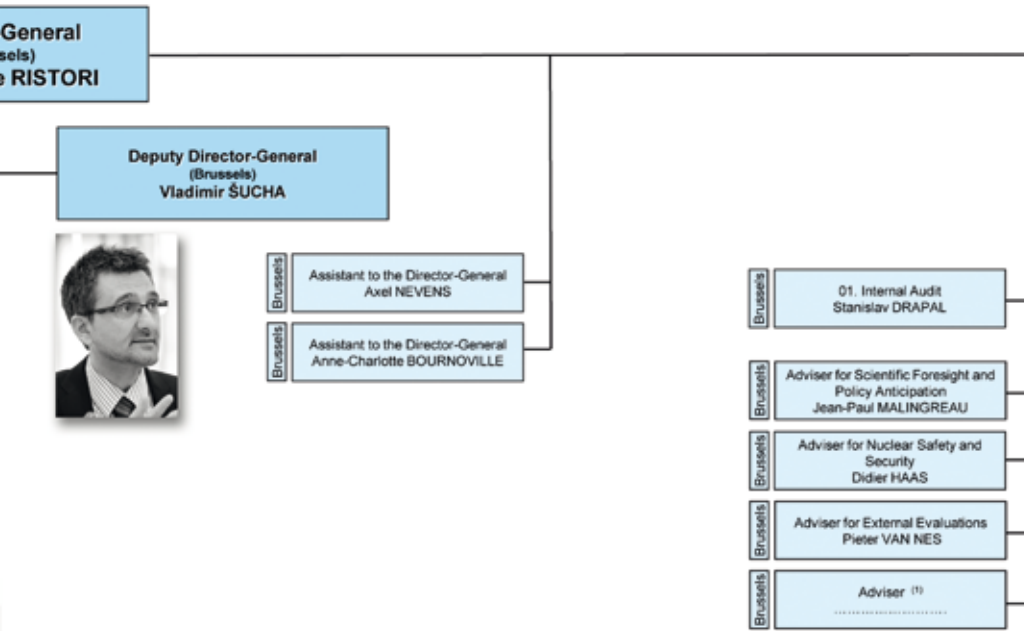 General
sels)
e RISTORI
Deputy Director-General
(Brussels)
Vladimir ŠUCHA
Brussels
Assistant to the Director-General
Axel NEVENS
Brussels
Assistant to the Director-General
Anne-Charlotte BOURNOVILLE
Brussels
01. Internal Audit
Stanislav DRAPAL
Brussels
Adviser for Scientific Foresight and
Policy Anticipation
Jean-Paul MALINGREAU
Brussels
Adviser for Nuclear Safety and
Security
Didier HAAS
Brussels
Adviser for External Evaluations
Pieter VAN NES
Brussels
Adviser (1)
........................